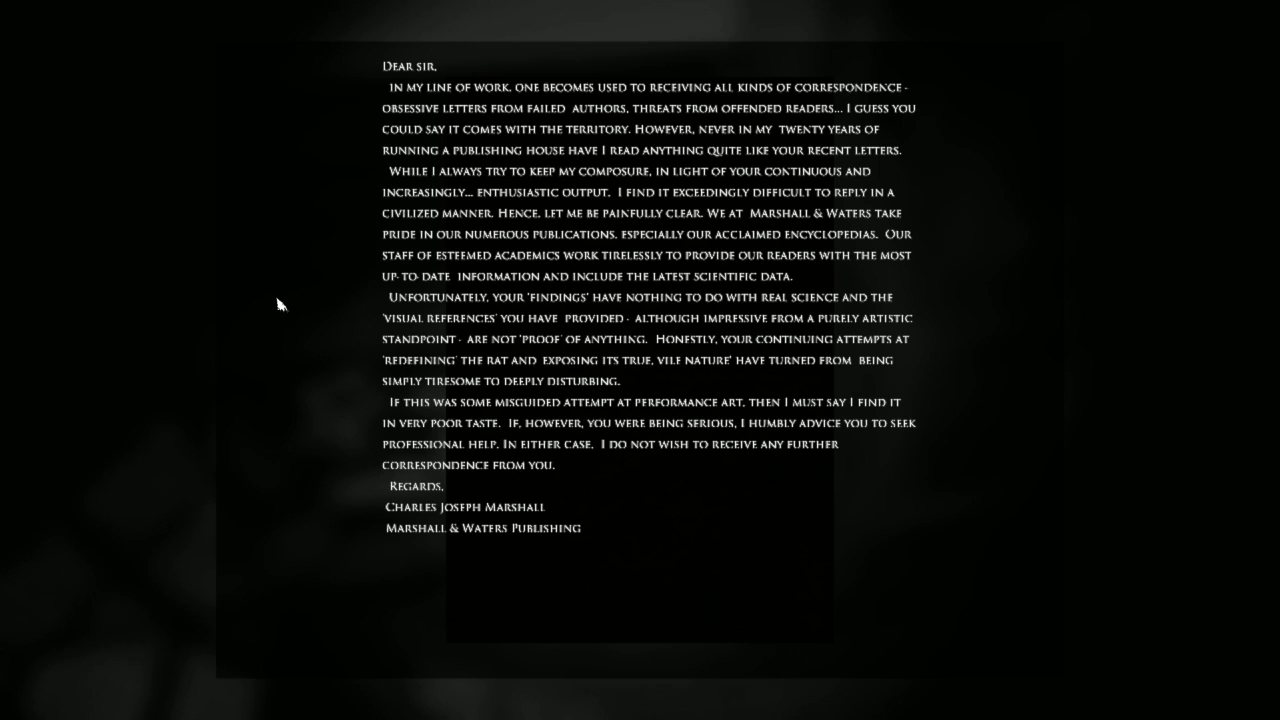 Dear sir,
in my line of work, one becomes used to receiving all kinds of correspondence -
obsessive letters from failed authors, threats from offended readers... I guess you
could say it comes with the territory. However, never in my twenty years of
running a publishing house have I read anything quite like your recent letters.
While I always try to keep my composure, in light of your continuous and
increasingly... enthusiastic output, I find it exceedingly difficult to reply in a
civilized manner. Hence, let me be painfully clear. We at Marshall & Waters take
pride in our numerous publications, especially our acclaimed encyclopedias. Our
staff of esteemed academics work tirelessly to provide our readers with the most
up-to-date information and include the latest scientific data.
Unfortunately, your 'findings' have nothing to do with real science and the
'visual references' you have provided - although impressive from a purely artistic
standpoint - are not 'proof' of anything. Honestly, your continuing attempts at
'redefining' the rat and exposing its true, vile nature' have turned from being
simply tiresome to deeply disturbing.
If this was some misguided attempt at performance art, then I must say I find it
in very poor taste. If, however, you were being serious, I humbly advice you to seek
professional help. In either case, I do not wish to receive any further
correspondence from you.
Regards,
Charles Joseph Marshall
Marshall & Waters Publishing